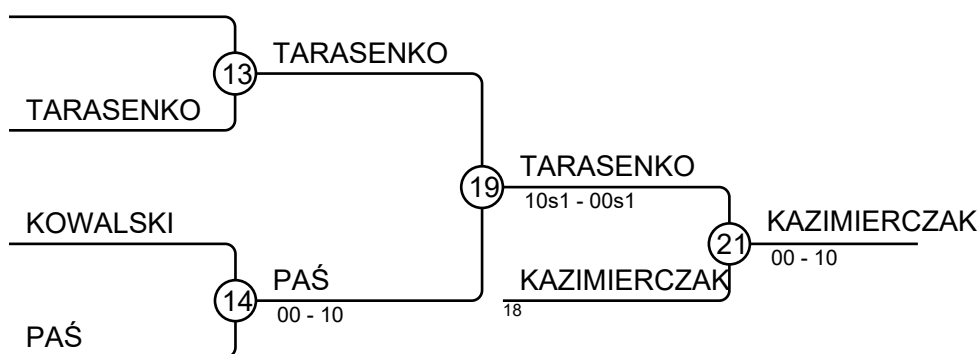 TARASENKO
13
TARASENKO
TARASENKO
19
10s1 - 00s1
KOWALSKI
KAZIMIERCZAK
21
00 - 10
PAŚ
14
00 - 10
KAZIMIERCZAK
18
PAŚ